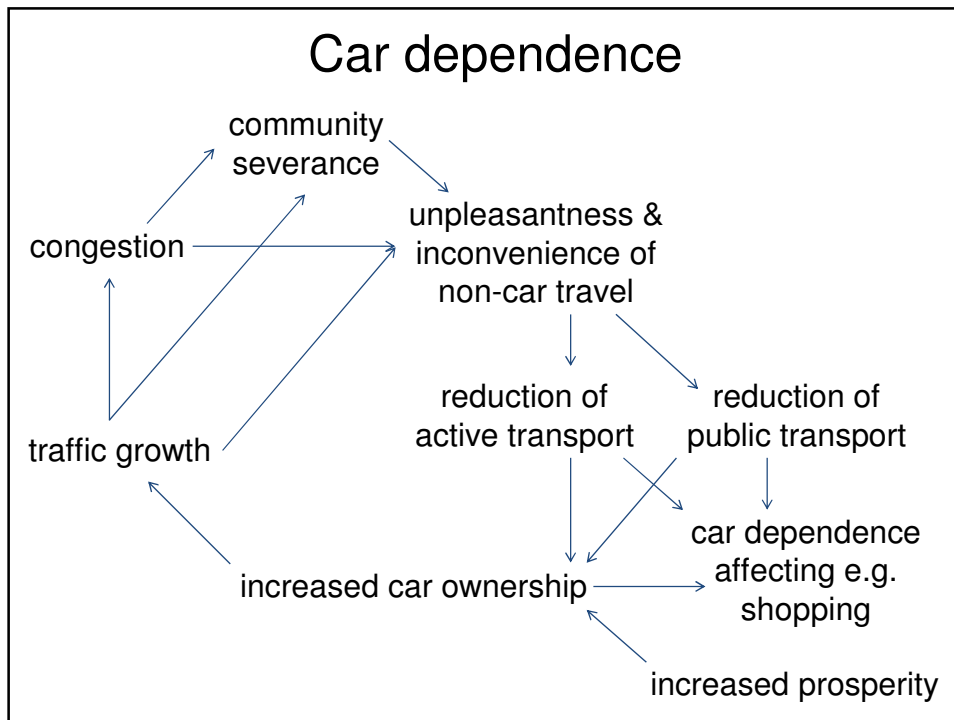 Car dependence
community
severance
unpleasantness &
inconvenience of
non-car travel
congestion
reduction of
active transport
reduction of
public transport
traffic growth
car dependence
affecting e.g.
shopping
increased car ownership
increased prosperity